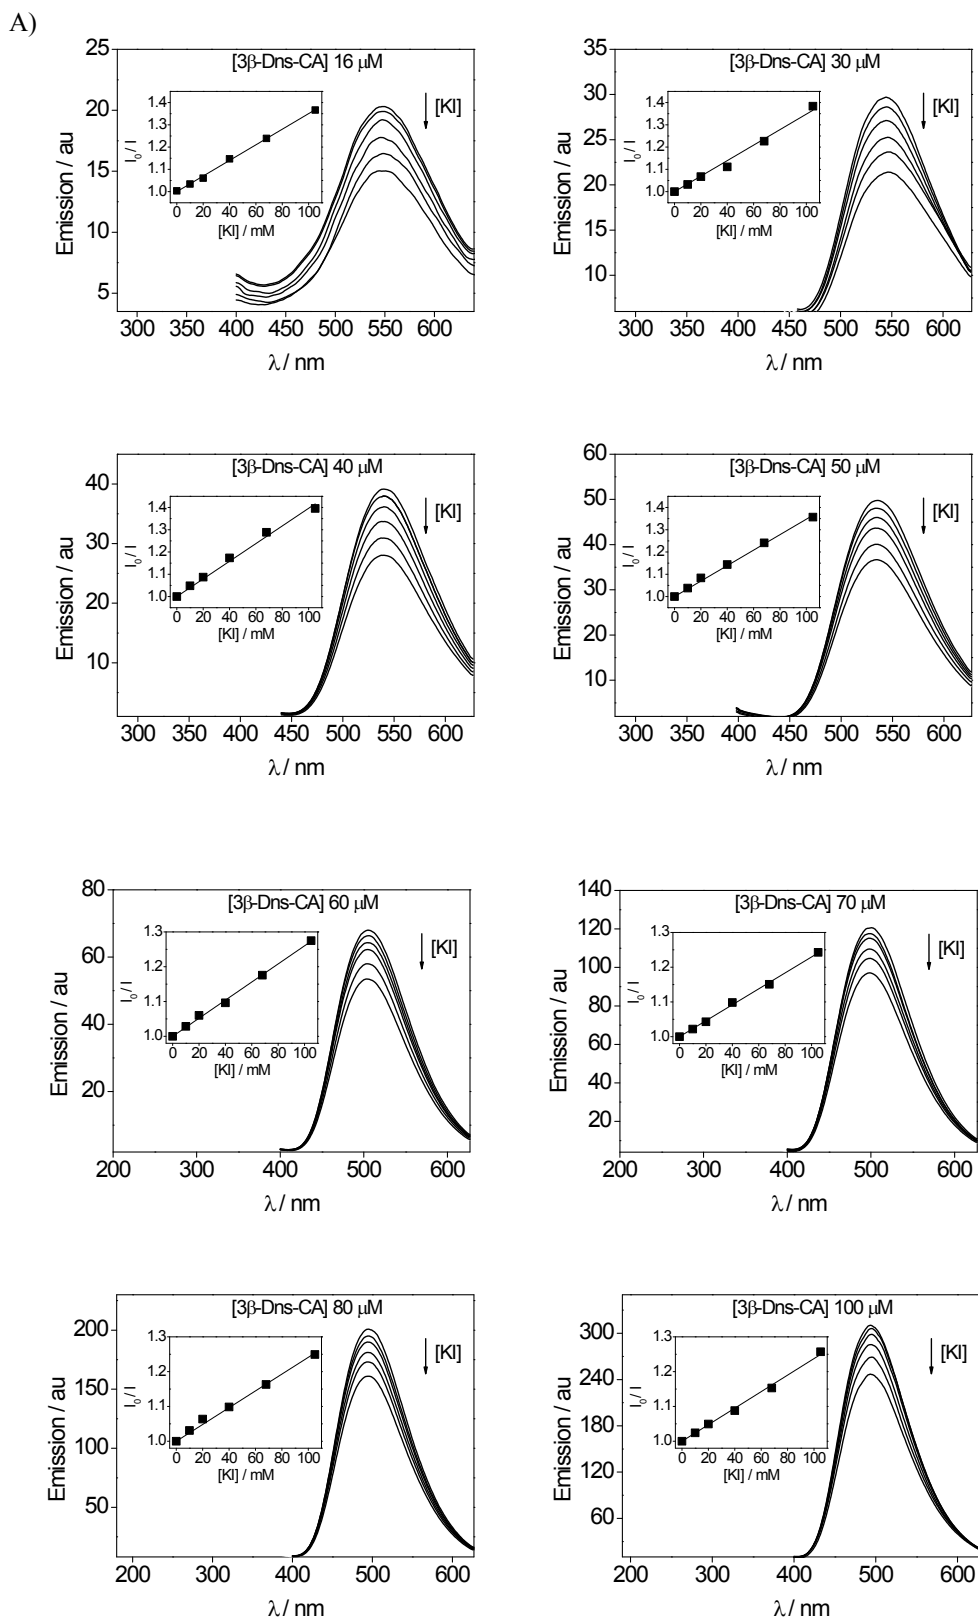 A)
[3β-Dns-CA] 16 μM
[KI]
Emission / au
25
20
15
10
5
300 350 400 450 500 550 600
λ / nm
I0 / I
1.4
1.3
1.2
1.1
1.0
0 20 40 60 80 100
[KI] / mM
[3β-Dns-CA] 30 μM
[KI]
Emission / au
35
30
25
20
15
10
300 350 400 450 500 550 600
λ / nm
I0 / I
1.4
1.3
1.2
1.1
1.0
0 20 40 60 80 100
[KI] / mM
[3β-Dns-CA] 40 μM
[KI]
Emission / au
40
30
20
10
300 350 400 450 500 550 600
λ / nm
I0 / I
1.4
1.3
1.2
1.1
1.0
0 20 40 60 80 100
[KI] / mM
[3β-Dns-CA] 50 μM
[KI]
Emission / au
60
50
40
30
20
10
300 350 400 450 500 550 600
λ / nm
I0 / I
1.4
1.3
1.2
1.1
1.0
0 20 40 60 80 100
[KI] / mM
[3β-Dns-CA] 60 μM
[KI]
Emission / au
80
60
40
20
200 300 400 500 600
λ / nm
I0 / I
1.3
1.2
1.1
1.0
0 20 40 60 80 100
[KI] / mM
[3β-Dns-CA] 70 μM
[KI]
Emission / au
140
120
100
80
60
40
20
200 300 400 500 600
λ / nm
I0 / I
1.3
1.2
1.1
1.0
0 20 40 60 80 100
[KI] / mM
[3β-Dns-CA] 80 μM
[KI]
Emission / au
200
150
100
50
200 300 400 500 600
λ / nm
I0 / I
1.3
1.2
1.1
1.0
0 20 40 60 80 100
[KI] / mM
[3β-Dns-CA] 100 μM
[KI]
Emission / au
300
240
180
120
60
200 300 400 500 600
λ / nm
I0 / I
1.3
1.2
1.1
1.0
0 20 40 60 80 100
[KI] / mM